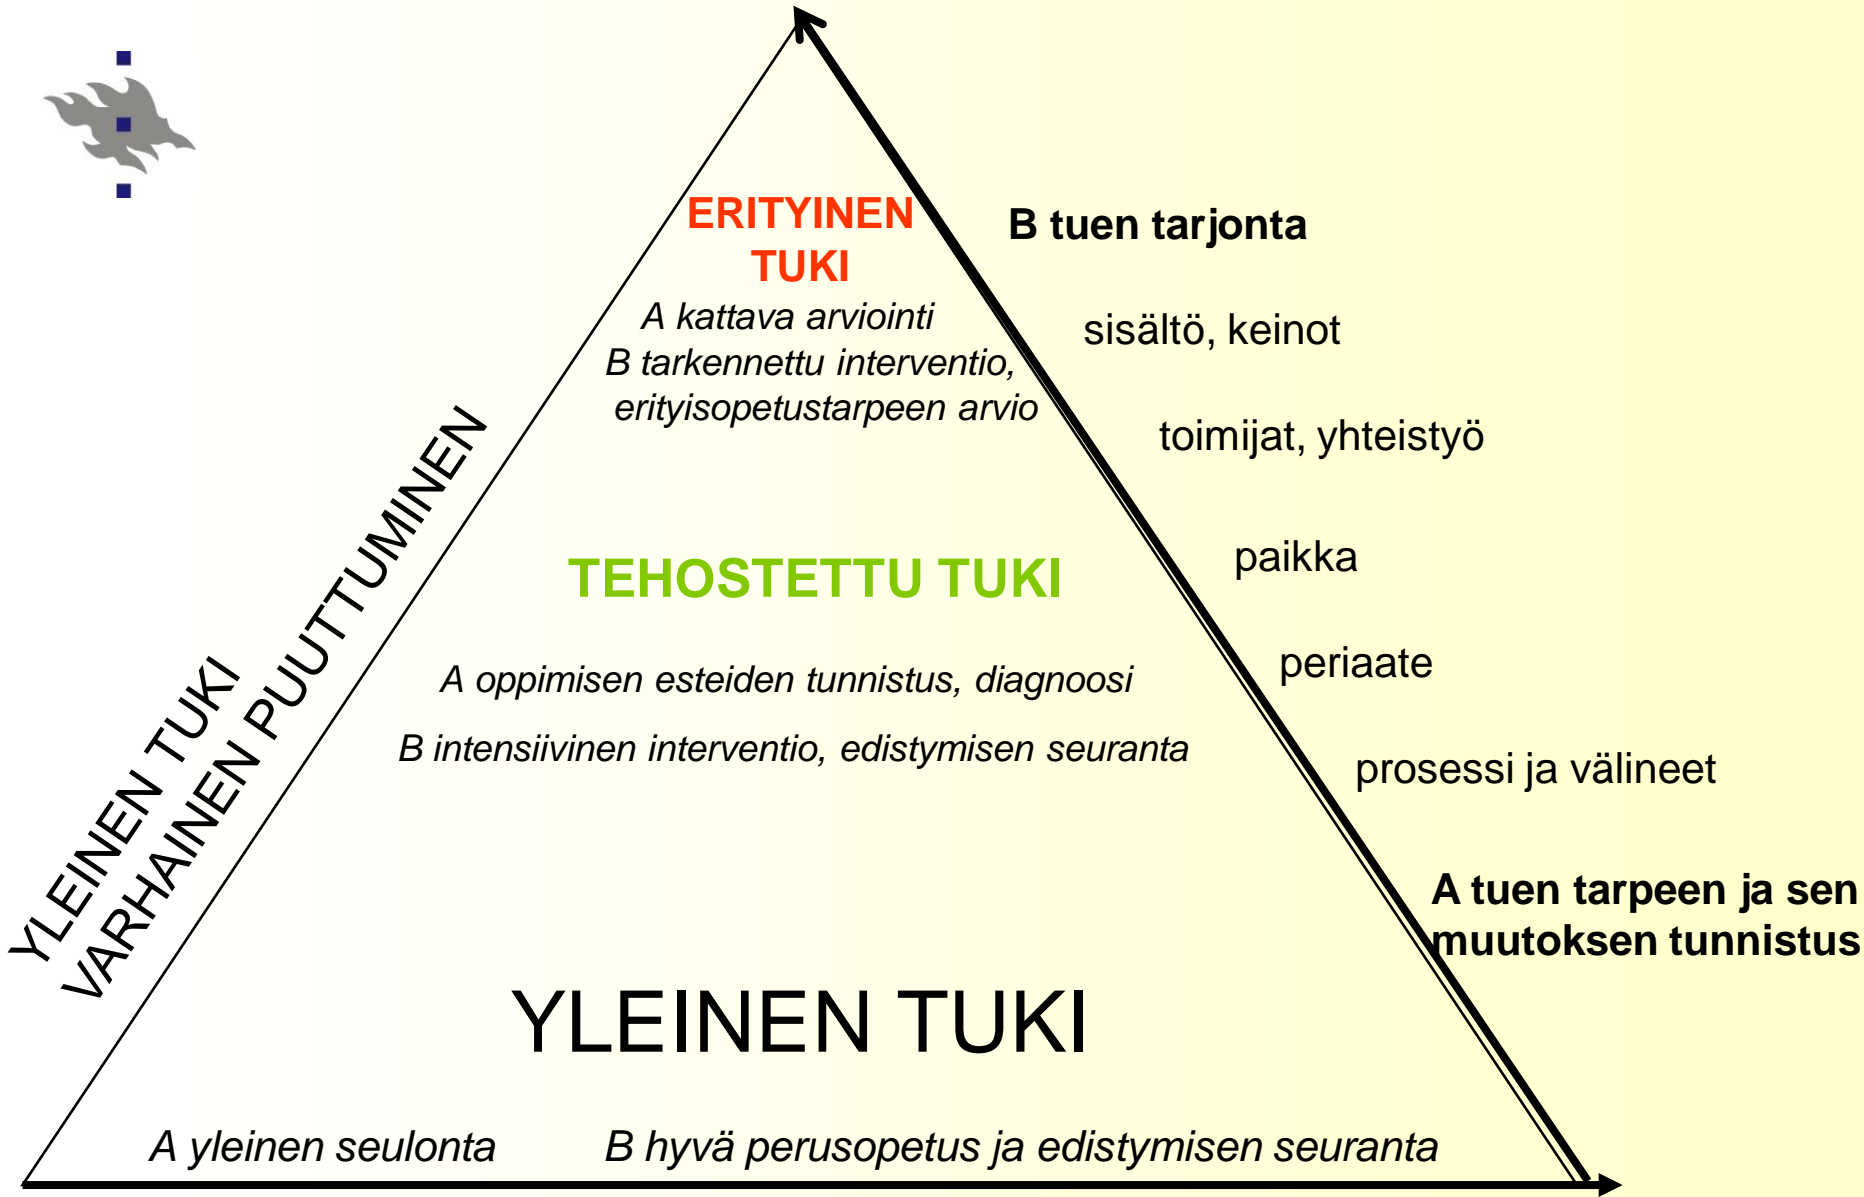 ERITYINEN
TUKI
A kattava arviointi
B tarkennettu interventio,
erityisopetustarpeen arvio
TEHOSTETTU TUKI
A oppimisen esteiden tunnistus, diagnoosi
B intensiivinen interventio, edistymisen seuranta
YLEINEN TUKI
A yleinen seulonta
B hyvä perusopetus ja edistymisen seuranta
YLEINEN TUKI
VARHAINEN PUUTTUMINEN
B tuen tarjonta
sisältö, keinot
toimijat, yhteistyö
paikka
periaate
prosessi ja välineet
A tuen tarpeen ja sen
muutoksen tunnistus